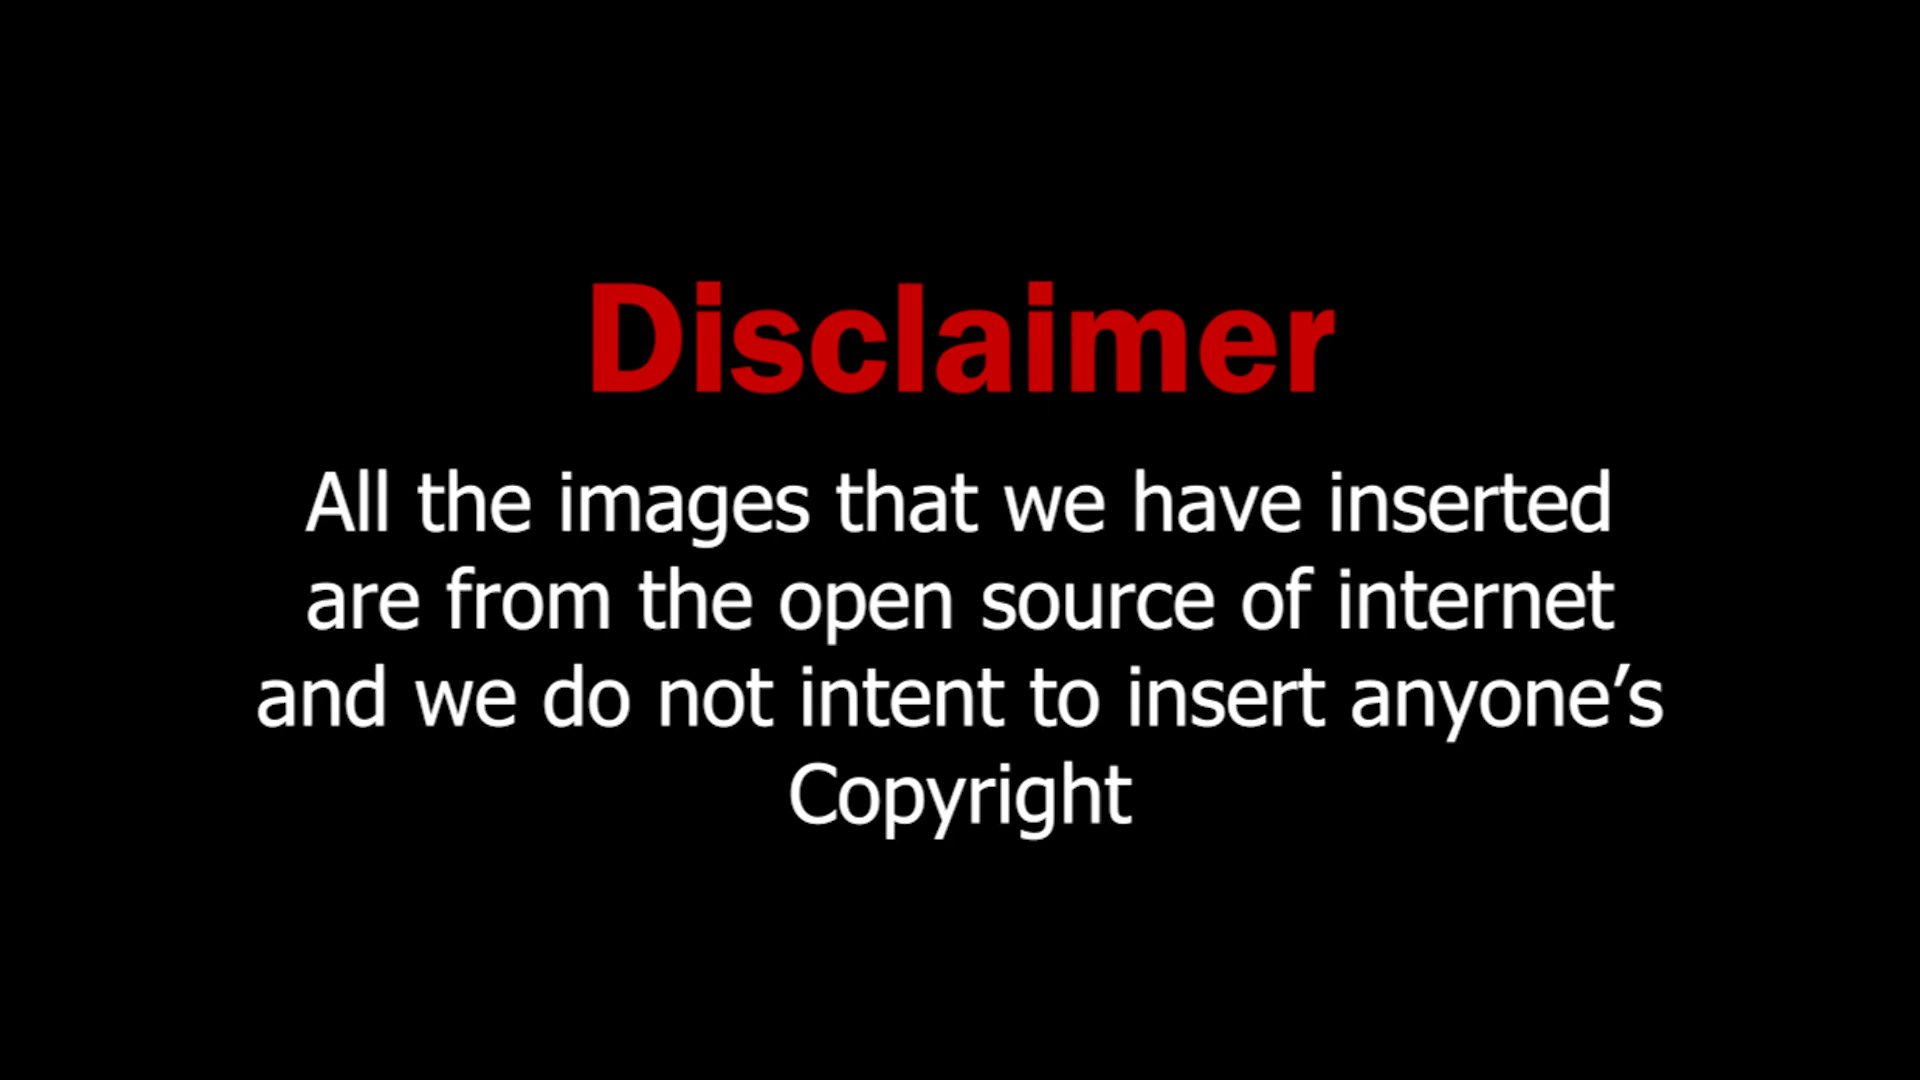 Disclaimer
All the images that we have inserted
are from the open source of internet
and we do not intent to insert anyone’s
Copyright